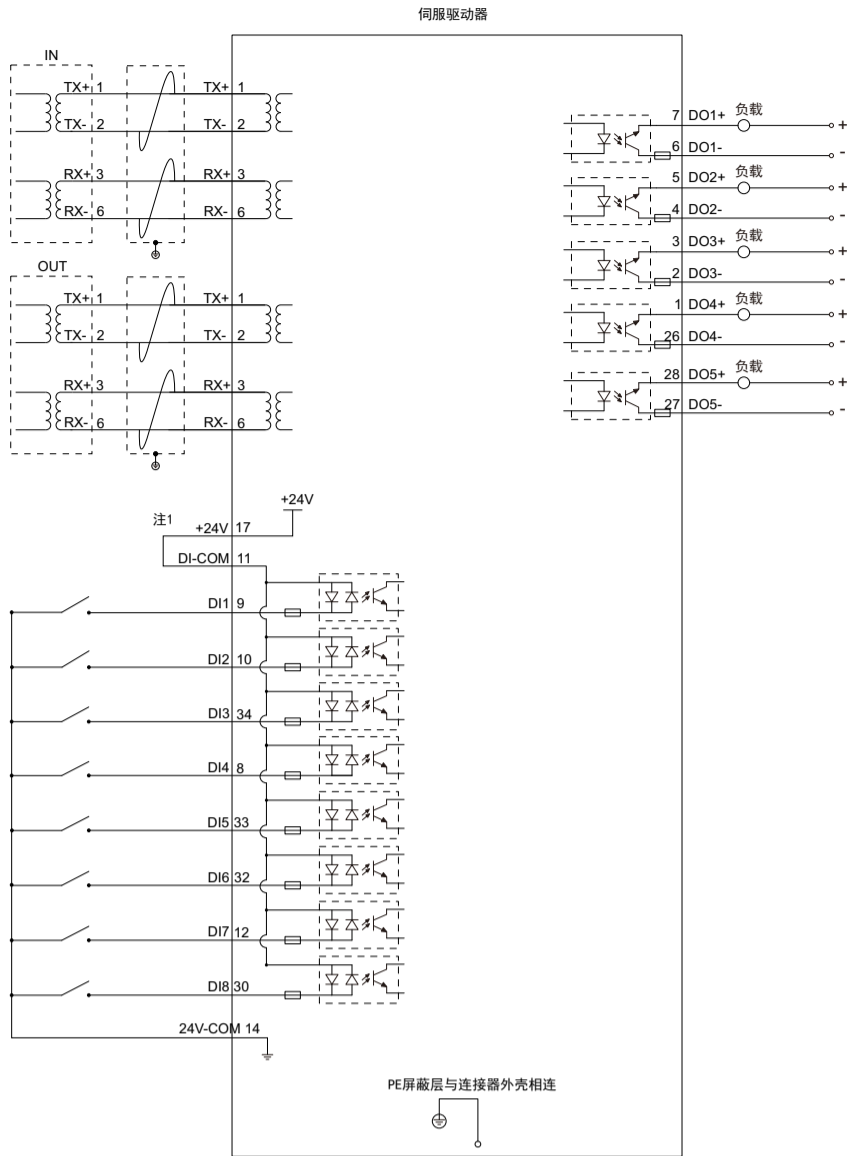 伺服驱动器
IN
TX+ 1 TX+ 1
TX- 2 TX- 2
RX+ 3 RX+ 3
RX- 6 RX- 6
OUT
TX+ 1 TX+ 1
TX- 2 TX- 2
RX+ 3 RX+ 3
RX- 6 RX- 6
7 DO1+ 负载 +
6 DO1- -
5 DO2+ 负载 +
4 DO2- -
3 DO3+ 负载 +
2 DO3- -
1 DO4+ 负载 +
26 DO4- -
28 DO5+ 负载 +
27 DO5- -
+24V
注1
+24V 17
DI-COM 11
DI1 9
DI2 10
DI3 34
DI4 8
DI5 33
DI6 32
DI7 12
DI8 30
24V-COM 14
PE屏蔽层与连接器外壳相连